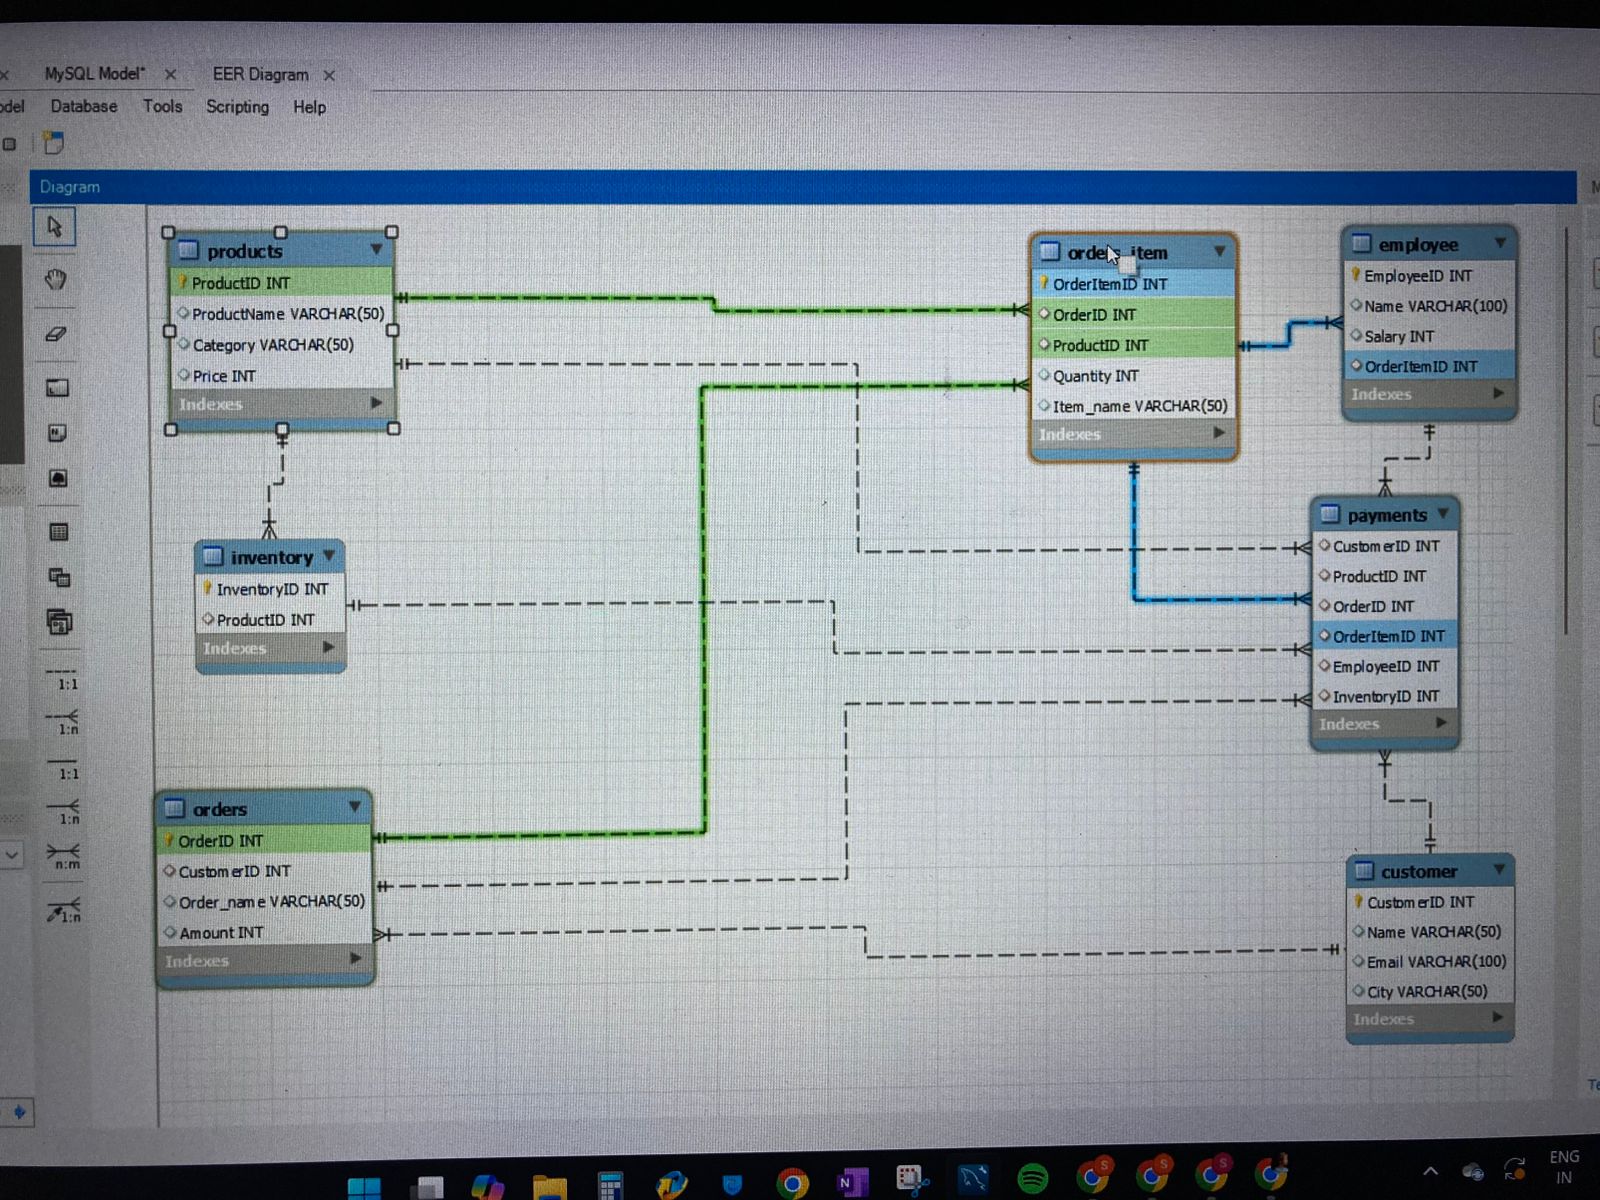 MySQL Model*
EER Diagram
Database Tools Scripting Help
Diagram
products
ProductID INT
ProductName VARCHAR(50)
Category VARCHAR(50)
Price INT
Indexes
item
OrderItemID INT
OrderID INT
ProductID INT
Quantity INT
Item_name VARCHAR(50)
Indexes
employee
EmployeeID INT
Name VARCHAR(100)
Salary INT
OrderItemID INT
Indexes
inventory
InventoryID INT
ProductID INT
Indexes
payments
CustomerID INT
ProductID INT
OrderID INT
OrderItemID INT
EmployeeID INT
InventoryID INT
Indexes
orders
OrderID INT
CustomerID INT
Order_name VARCHAR(50)
Amount INT
Indexes
customer
CustomerID INT
Name VARCHAR(50)
Email VARCHAR(100)
City VARCHAR(50)
Indexes
1:1
1:n
1:1
1:n
n:m
1:n
ENG
IN